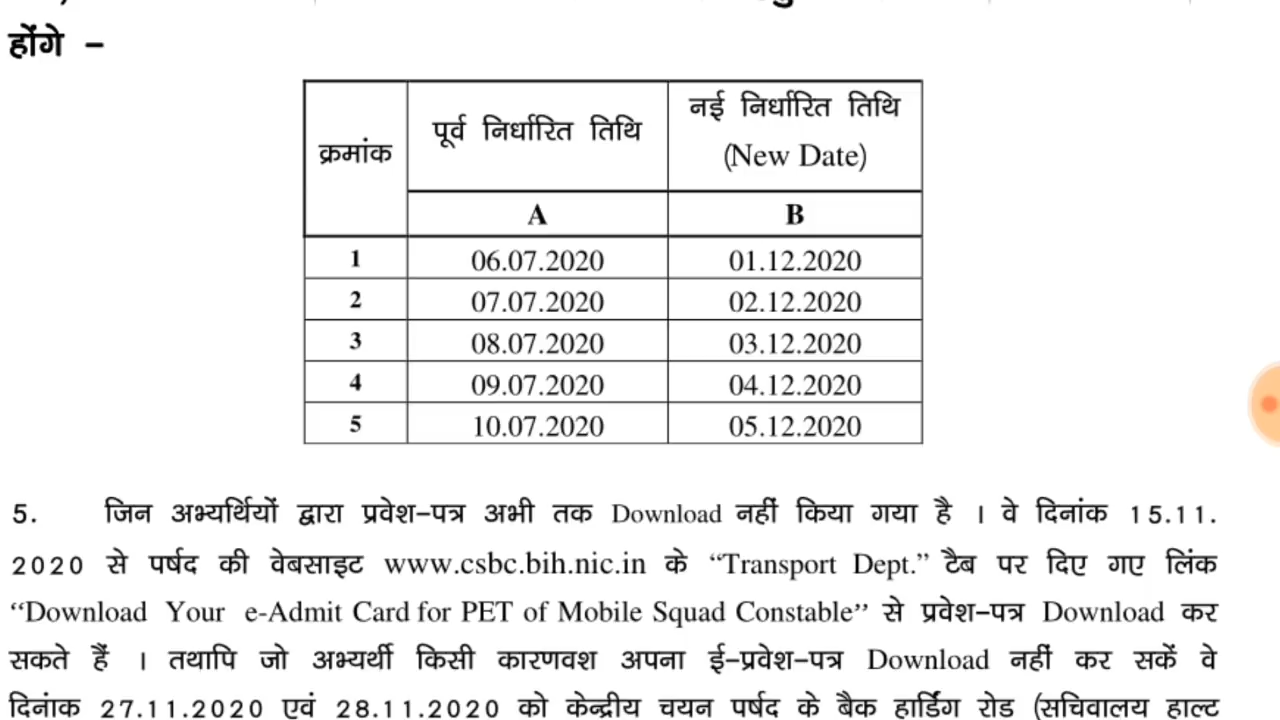 होंगे –
क्रमांक पूर्व निर्धारित तिथि नई निर्धारित तिथि
(New Date)
A B
1 06.07.2020 01.12.2020
2 07.07.2020 02.12.2020
3 08.07.2020 03.12.2020
4 09.07.2020 04.12.2020
5 10.07.2020 05.12.2020
5. जिन अभ्यर्थियों द्वारा प्रवेश–पत्र अभी तक Download नहीं किया गया है । वे दिनांक 15.11.
2020 से पर्षद की वेबसाइट www.csbc.bih.nic.in के “Transport Dept.” टैब पर दिए गए लिंक
“Download Your e-Admit Card for PET of Mobile Squad Constable” से प्रवेश–पत्र Download कर
सकते हैं । तथापि जो अभ्यर्थी किसी कारणवश अपना ई–प्रवेश–पत्र Download नहीं कर सकें वे
दिनांक 27.11.2020 एवं 28.11.2020 को केन्द्रीय चयन पर्षद के बैक हार्डिंग रोड (सचिवालय हाल्ट